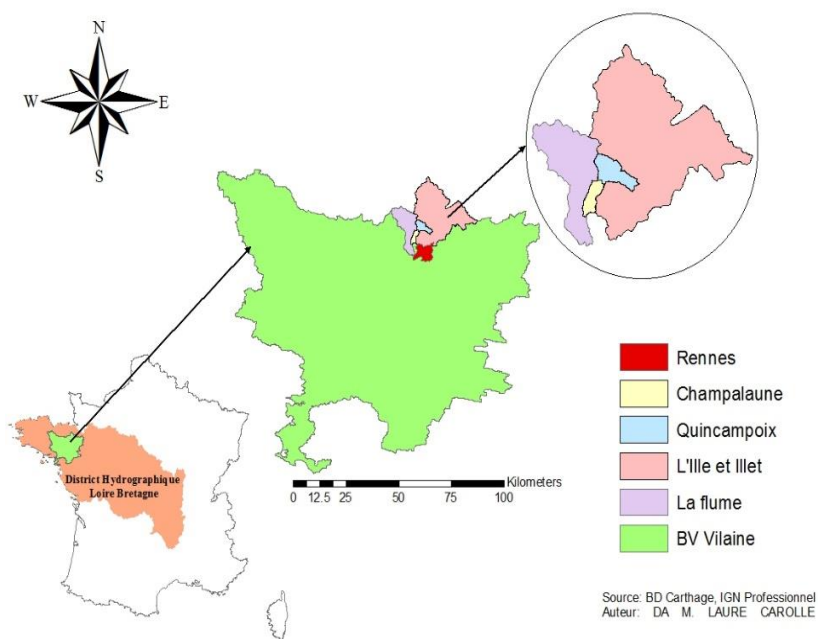 N
W
E
S
District Hydrographique
Loire Bretagne
Kilometers
0 12.5 25 50 75 100
Rennes
Champalaune
Quincampoix
L'Ille et Illet
La flume
BV Vilaine
Source: BD Carthage, IGN Professionnel
Auteur: DA M. LAURE CAROLLE